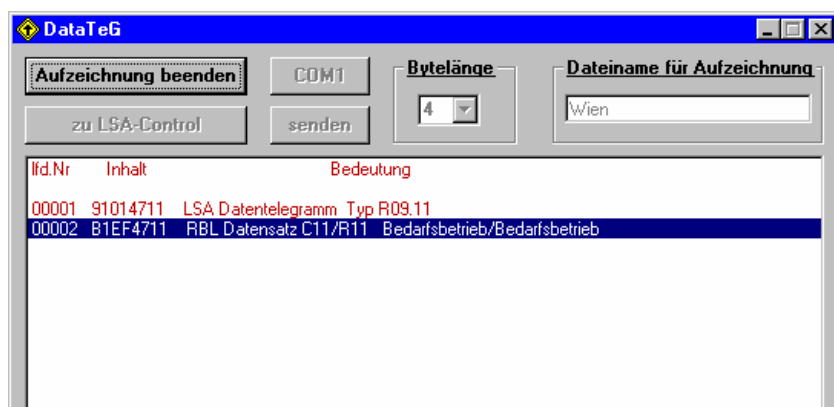 DataTeG
Aufzeichnung beenden COM1 Bytelänge Dateiname für Aufzeichnung
zu LSA-Control senden 4 Wien
lfd.Nr Inhalt Bedeutung
00001 91014711 LSA Datentelegramm Typ R09.11
00002 B1EF4711 RBL Datensatz C11/R11 Bedarfsbetrieb/Bedarfsbetrieb